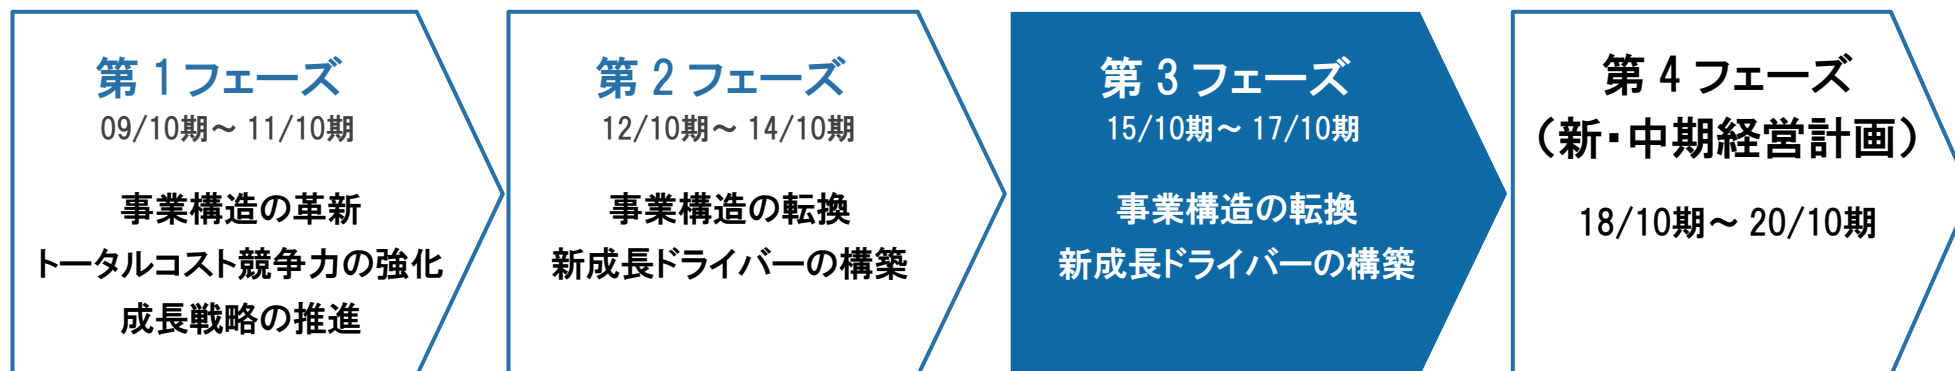 第 1 フェーズ
09/10期～ 11/10期
事業構造の革新
トータルコスト競争力の強化
成長戦略の推進
第 2 フェーズ
12/10期～ 14/10期
事業構造の転換
新成長ドライバーの構築
第 3 フェーズ
15/10期～ 17/10期
事業構造の転換
新成長ドライバーの構築
第 4 フェーズ
（新・中期経営計画）
18/10期～ 20/10期